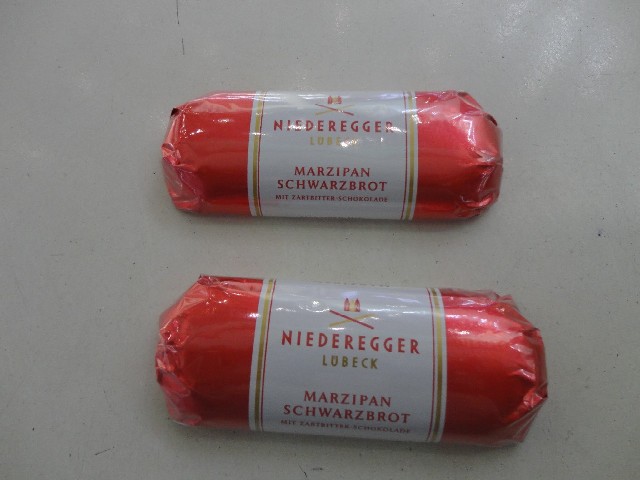 NIEDEREGGER
LÜBECK
MARZIPAN
SCHWARZBROT
MIT ZARTBITTER-SCHOKOLADE
NIEDEREGGER
LÜBECK
MARZIPAN
SCHWARZBROT
MIT ZARTBITTER-SCHOKOLADE